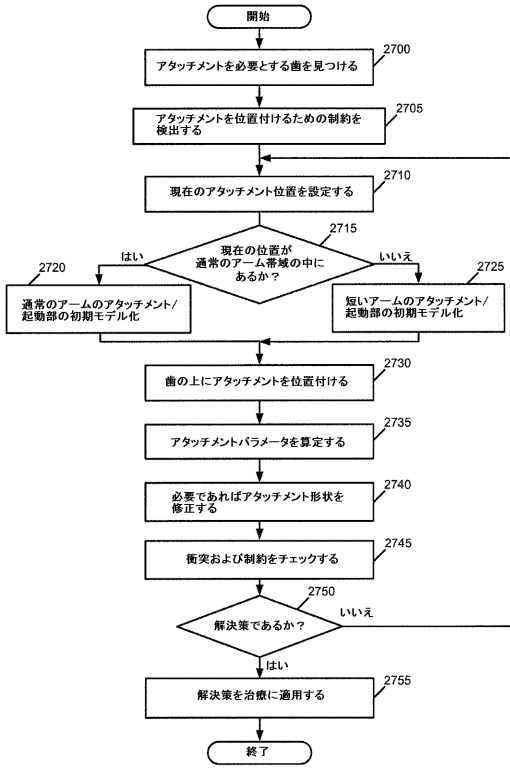 開始
アタッチメントを必要とする歯を見つける
2700
アタッチメントを位置付けるための制約を
検出する
2705
現在のアタッチメント位置を設定する
2710
現在の位置が
通常のアーム帯域の中に
あるか？
2715
はい
いいえ
2720
通常のアームのアタッチメント/
起動部の初期モデル化
2725
短いアームのアタッチメント/
起動部の初期モデル化
歯の上にアタッチメントを位置付ける
2730
アタッチメントパラメータを算定する
2735
必要であればアタッチメント形状を
修正する
2740
衝突および制約をチェックする
2745
解決策であるか？
2750
いいえ
はい
解決策を治療に適用する
2755
終了